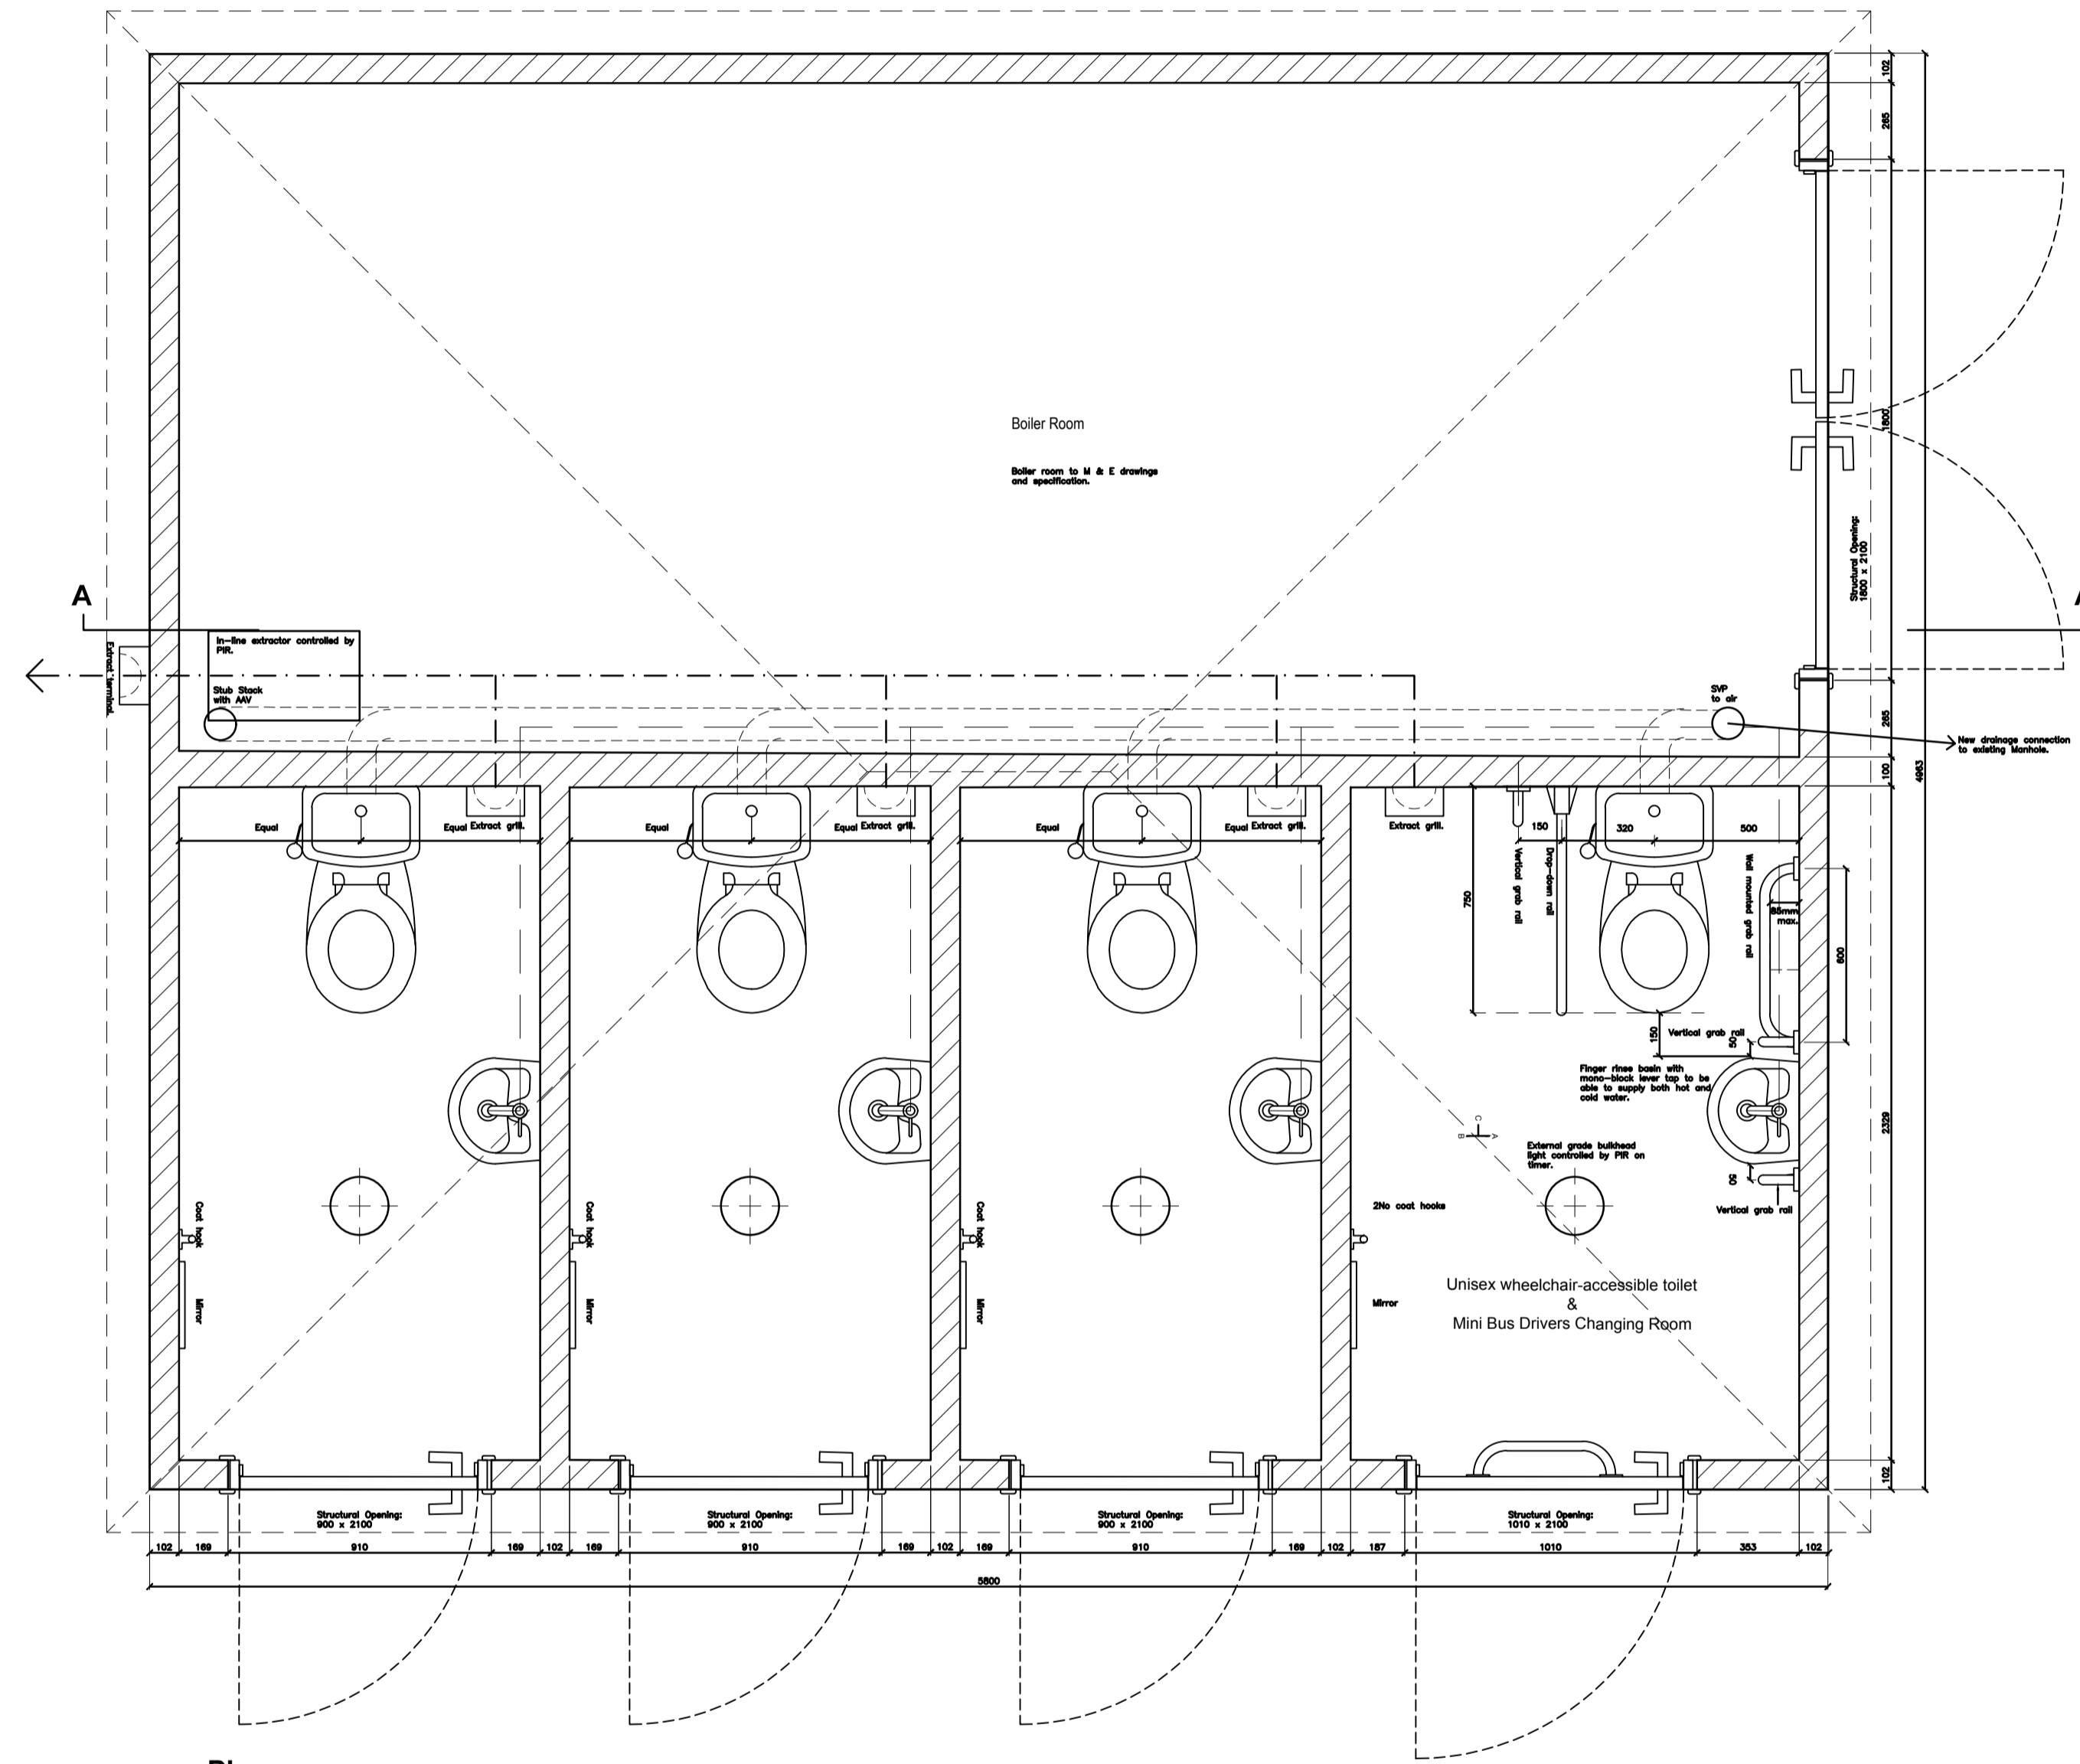 102
265
Boiler Room
1800
Boiler room to M & E drawings
and specification.
Structural Opening:
1800 x 2100
A
In-line extractor controlled by
PIR.
Extract terminal.
Stub Stack
with AAV
SVP
to air
265
New drainage connection
to existing Manhole.
100
4963
Equal
Equal
Extract grill.
Equal
Equal
Extract grill.
Equal
Equal
Extract grill.
Extract grill.
150
320
500
Vertical grab rail
Drop-down rail
Wall mounted grab rail
750
85mm
max.
600
150
Vertical grab rail
50
Finger rinse basin with
mono-block lever tap to be
able to supply both hot and
cold water.
2329
C
B
A
External grade bulkhead
light controlled by PIR on
timer.
50
Coat hook
Coat hook
Coat hook
2No coat hooks
Vertical grab rail
Unisex wheelchair-accessible toilet
&
Mini Bus Drivers Changing Room
Mirror
Mirror
Mirror
Mirror
102
Structural Opening:
900 x 2100
Structural Opening:
900 x 2100
Structural Opening:
900 x 2100
Structural Opening:
1010 x 2100
102
169
910
169
102
169
910
169
102
169
910
169
102
187
1010
353
102
5800